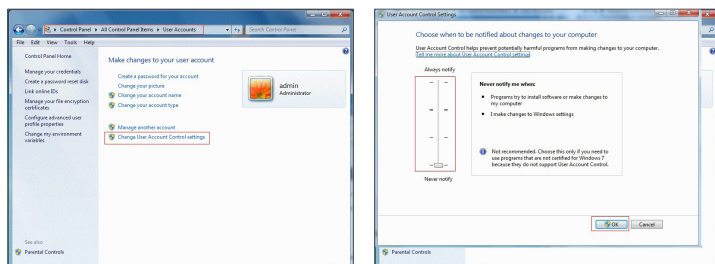 Control Panel ▸ All Control Panel Items ▸ User Accounts
Search Control Panel
File Edit View Tools Help
Control Panel Home
Manage your credentials
Create a password reset disk
Link online IDs
Manage your file encryption
certificates
Configure advanced user
profile properties
Change my environment
variables
See also
Parental Controls
Make changes to your user account
Create a password for your account
Change your picture
Change your account name
Change your account type
Manage another account
Change User Account Control settings
admin
Administrator
User Account Control Settings
Choose when to be notified about changes to your computer
User Account Control helps prevent potentially harmful programs from making changes to your computer.
Tell me more about User Account Control settings
Always notify
Never notify
Never notify me when:
Programs try to install software or make changes to
my computer
I make changes to Windows settings
Not recommended. Choose this only if you need to
use programs that are not certified for Windows 7
because they do not support User Account Control.
OK
Cancel
Parental Controls